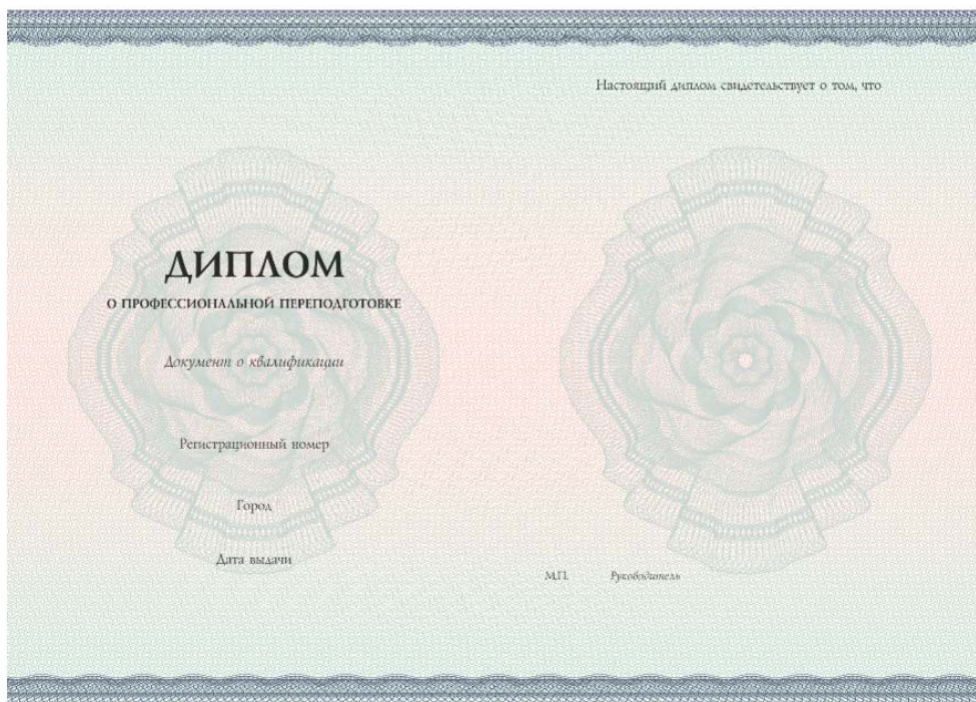 ДИПЛОМ
О ПРОФЕССИОНАЛЬНОЙ ПЕРЕПОДГОТОВКЕ
Документ о квалификации
Регистрационный номер
Город
Дата выдачи
Настоящий диплом свидетельствует о том, что
М.П. Руководитель